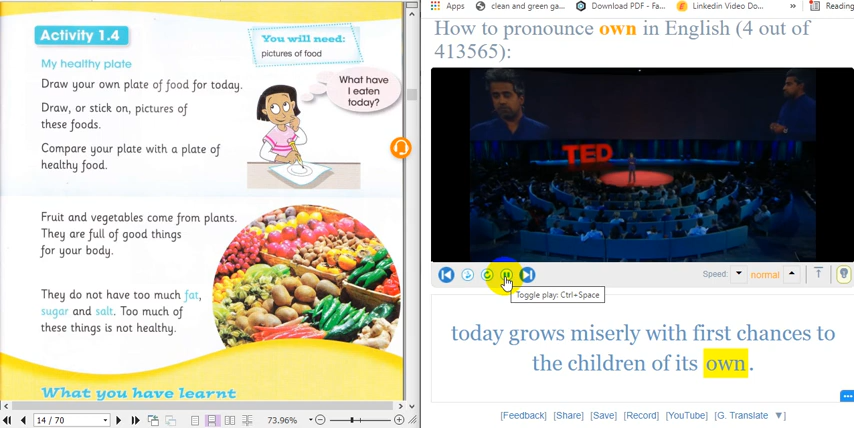 Activity 1.4
You will need:
pictures of food
My healthy plate
Draw your own plate of food for today.
Draw, or stick on, pictures of
these foods.
Compare your plate with a plate of
healthy food.
What have
I eaten
today?
Fruit and vegetables come from plants.
They are full of good things
for your body.
They do not have too much fat,
sugar and salt. Too much of
these things is not healthy.
What you have learnt
14 / 70
73.96%
Apps
clean and green ga...
Download PDF - Fa...
Linkedin Video Do...
»
Reading
How to pronounce own in English (4 out of
413565):
TED
Speed:
normal
Toggle play: Ctrl+Space
today grows miserly with first chances to
the children of its own.
[Feedback] [Share] [Save] [Record] [YouTube] [G. Translate ▼]